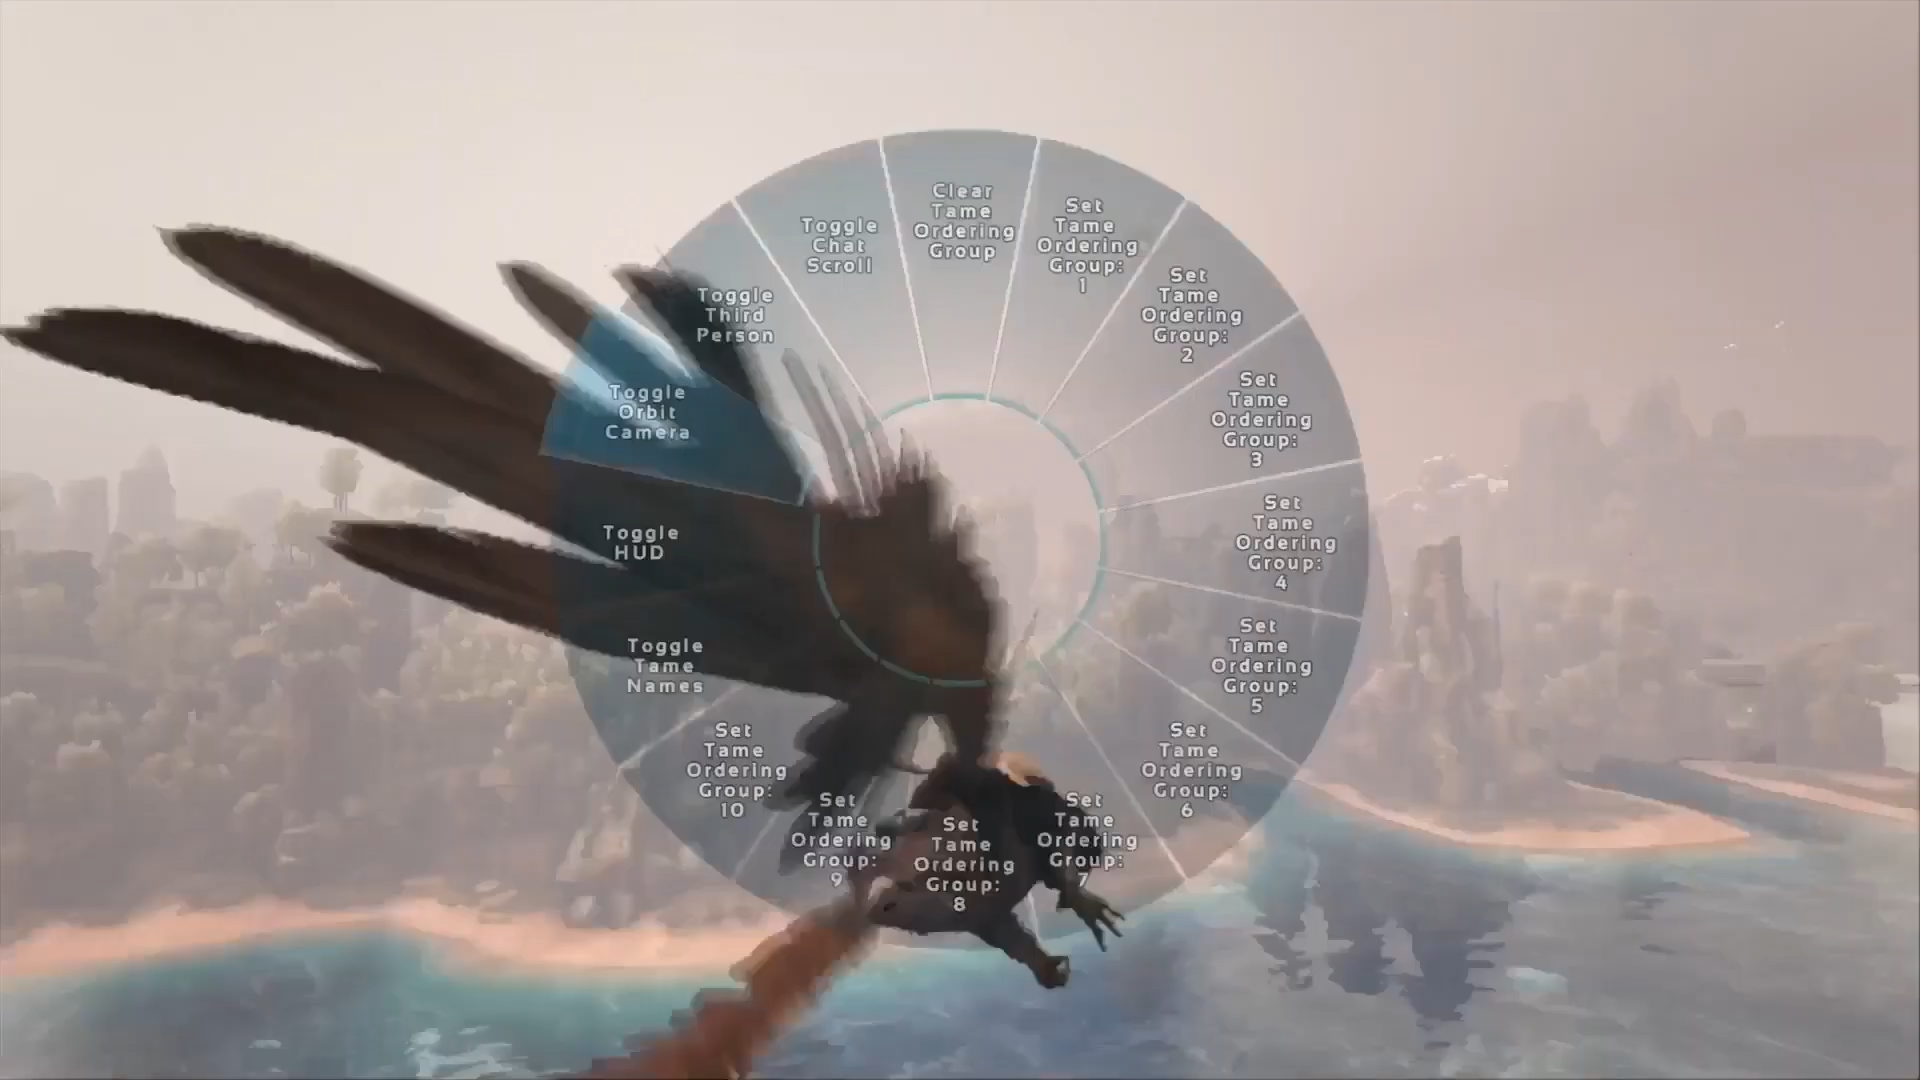 Clear
Tame
Ordering
Group
Set
Tame
Ordering
Group:
1
Set
Tame
Ordering
Group:
2
Set
Tame
Ordering
Group:
3
Set
Tame
Ordering
Group:
4
Set
Tame
Ordering
Group:
5
Set
Tame
Ordering
Group:
6
Set
Tame
Ordering
Group:
7
Set
Tame
Ordering
Group:
8
Set
Tame
Ordering
Group:
9
Set
Tame
Ordering
Group:
10
Toggle
Tame
Names
Toggle
HUD
Toggle
Orbit
Camera
Toggle
Third
Person
Toggle
Chat
Scroll